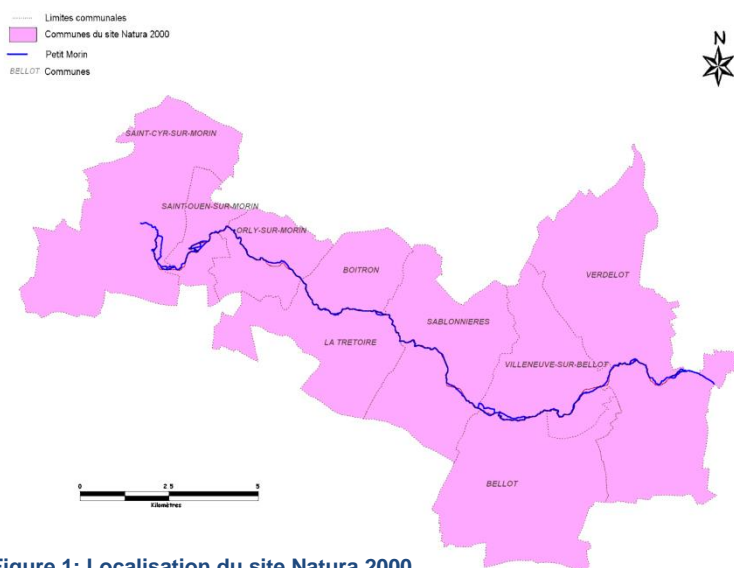 Limites communales
Communes du site Natura 2000
Petit Morin
BELLOT Communes
N
SAINT-CYR-SUR-MORIN
SAINT-OUEN-SUR-MORIN
ORLY-SUR-MORIN
BOITRON
VERDELOT
SABLONNIERES
LA TRETOIRE
VILLENEUVE-SUR-BELLOT
BELLOT
0 2.5 5
Kilomètres
Figure 1: Localisation du site Natura 2000